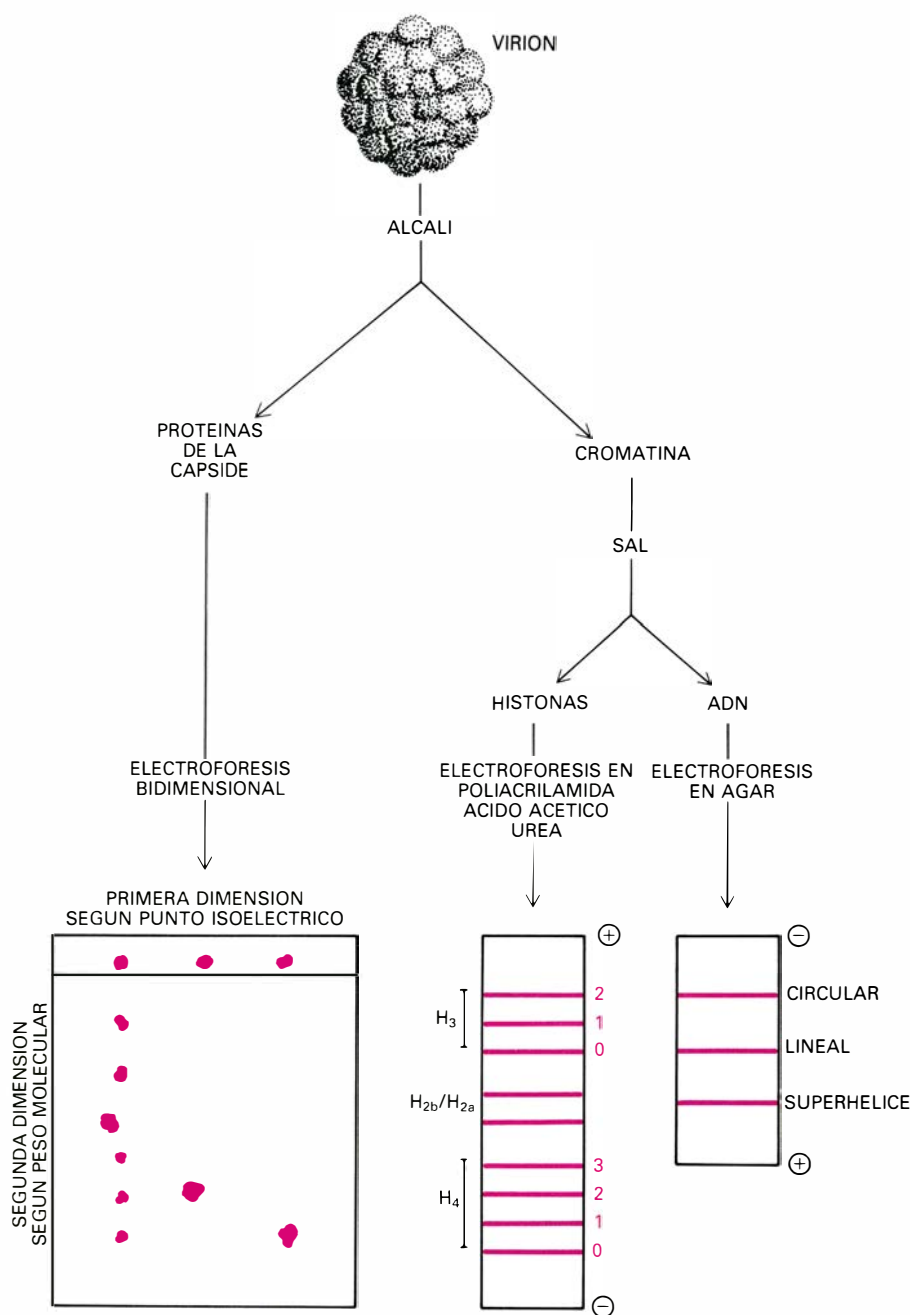 VIRION
ALCALI
PROTEINAS
DE LA
CAPSIDE
CROMATINA
SAL
HISTONAS
ADN
ELECTROFORESIS
BIDIMENSIONAL
ELECTROFORESIS EN
POLIACRILAMIDA
ACIDO ACETICO
UREA
ELECTROFORESIS
EN AGAR
PRIMERA DIMENSION
SEGUN PUNTO ISOELECTRICO
SEGUNDA DIMENSION
SEGUN PESO MOLECULAR
+
H₃
2
1
0
H₂b/H₂a
H₄
3
2
1
0
−
−
CIRCULAR
LINEAL
SUPERHELICE
+